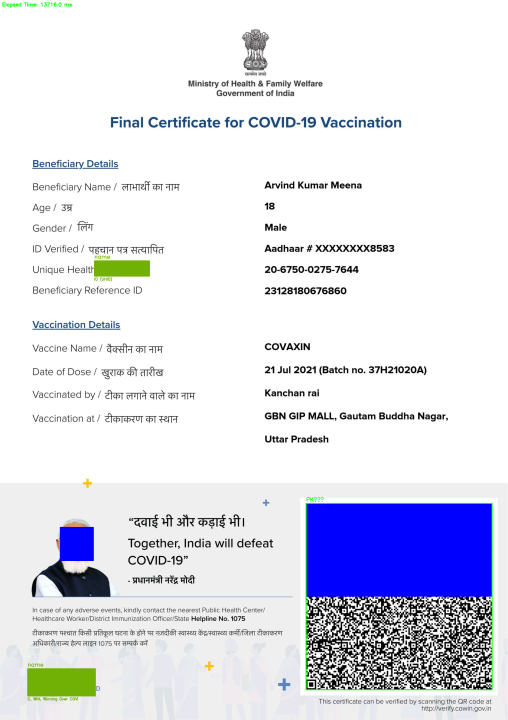 Elapsed Time: 13716.0 ms
सत्यमेव जयते
Ministry of Health & Family Welfare
Government of India
Final Certificate for COVID-19 Vaccination
Beneficiary Details
Beneficiary Name / लाभार्थी का नाम Arvind Kumar Meena
Age / उम्र 18
Gender / लिंग Male
ID Verified / पहचान पत्र सत्यापित Aadhaar # XXXXXXXX8583
name
Unique Health 20-6750-0275-7644
ID (UHID)
Beneficiary Reference ID 23128180676860
Vaccination Details
Vaccine Name / वैक्सीन का नाम COVAXIN
Date of Dose / खुराक की तारीख 21 Jul 2021 (Batch no. 37H21020A)
Vaccinated by / टीका लगाने वाले का नाम Kanchan rai
Vaccination at / टीकाकरण का स्थान GBN GIP MALL, Gautam Buddha Nagar,
Uttar Pradesh
“दवाई भी और कड़ाई भी।
Together, India will defeat
COVID-19”
- प्रधानमंत्री नरेंद्र मोदी
In case of any adverse events, kindly contact the nearest Public Health Center/
Healthcare Worker/District Immunization Officer/State Helpline No. 1075
टीकाकरण पश्चात किसी प्रतिकूल घटना के होने पर नज़दीकी स्वास्थ्य केंद्र/स्वास्थ्य कर्मी/जिला टीकाकरण
अधिकारी/राज्य हेल्प लाइन 1075 पर सम्पर्क करें
name
FN???
This certificate can be verified by scanning the QR code at
http://verify.cowin.gov.in